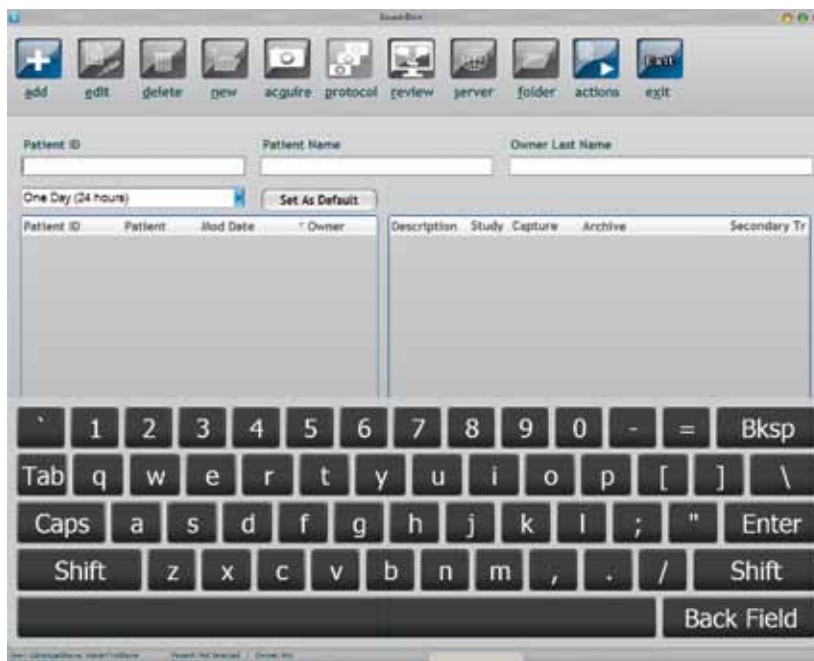 add edit delete new acquire protocol review server folder actions exit
Patient ID Patient Name Owner Last Name
One Day (24 hours) Set As Default
Patient ID Patient Mod Date Owner Description Study Capture Archive Secondary Tr
` 1 2 3 4 5 6 7 8 9 0 - = Bksp
Tab q w e r t y u i o p [ ] \
Caps a s d f g h j k l ; " Enter
Shift z x c v b n m , . / Shift
Back Field